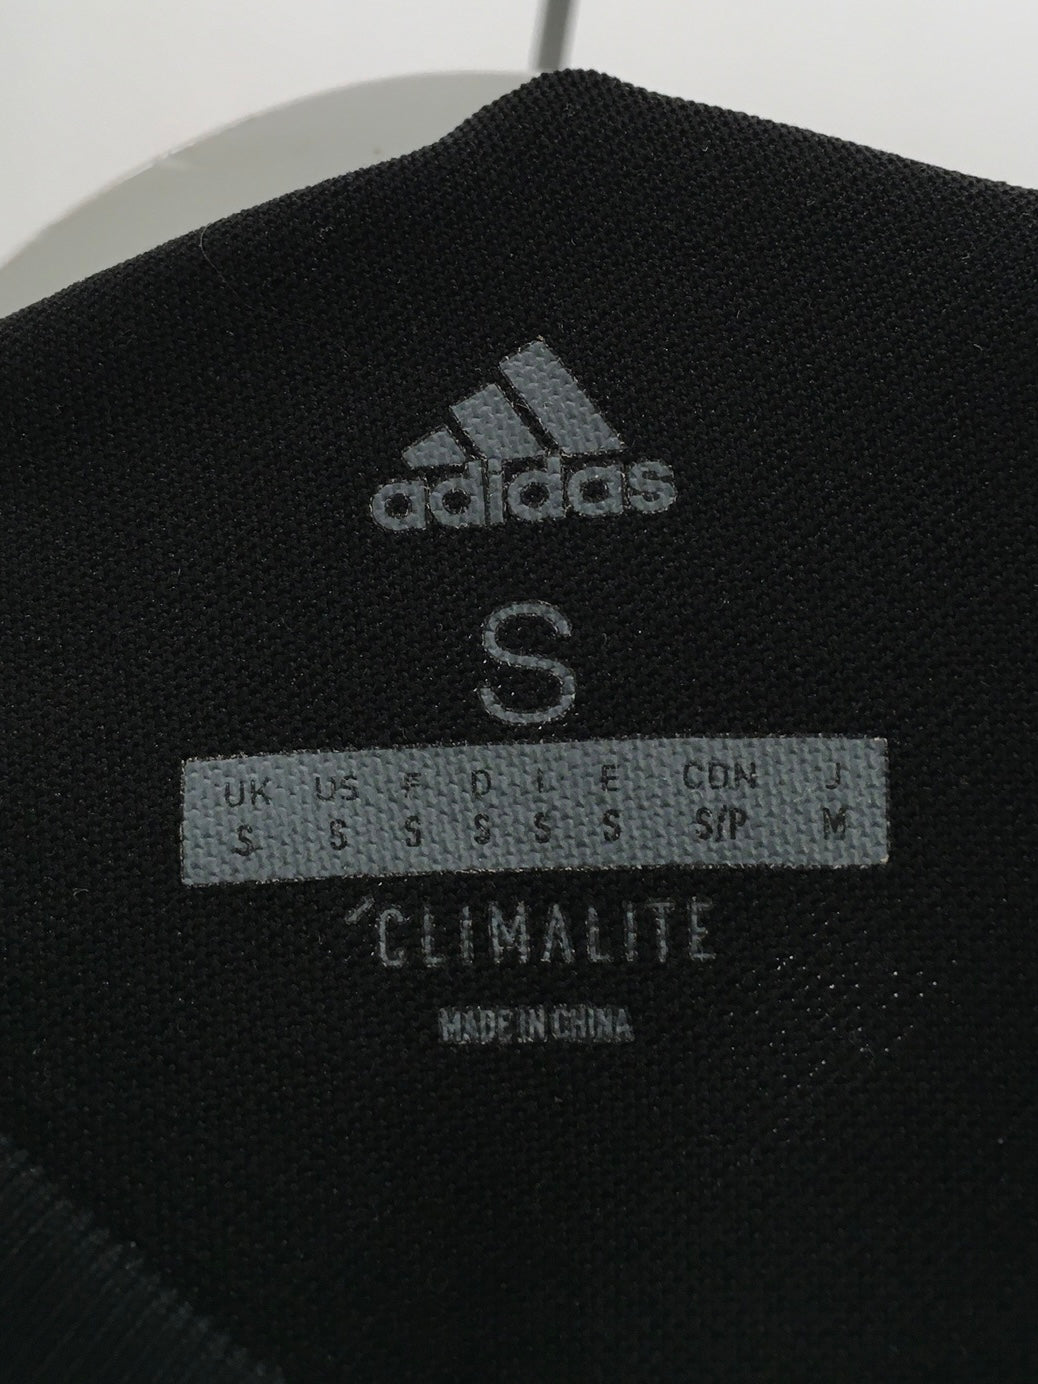 adidas
S
UK US F D L E CDN J
S S S S S S S/P M
CLIMALITE
MADE IN CHINA